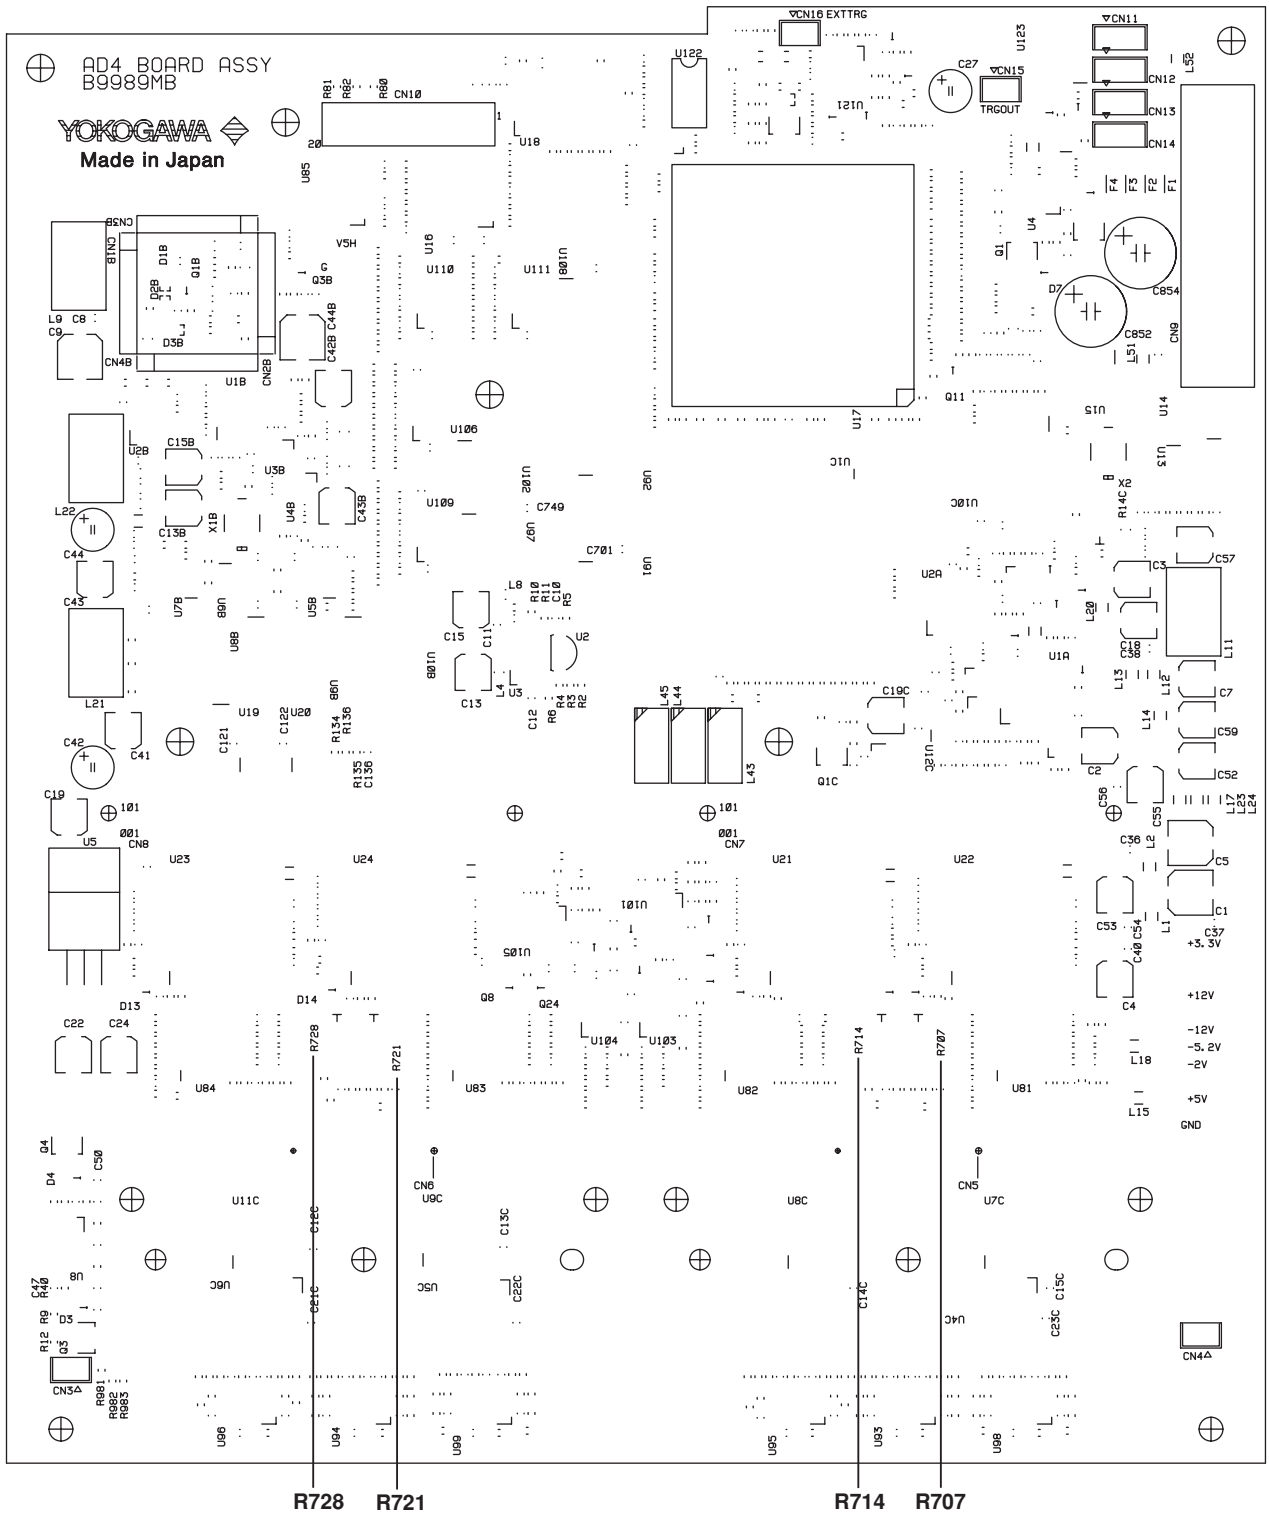 CN16 EXTTRG
U123
CN11
AD4 BOARD ASSY
B9989MB
U122
C27
L52
CN15
CN12
R81
R82
R80
CN10
U121
TRGOUT
CN13
1
YOKOGAWA
20
U18
CN14
Made in Japan
U85
F4
F3
F2
F1
CN3B
V5H
U16
U4
CN1B
D1B
Q1B
G
Q3B
U110
U111
U108
Q1
D2B
D7
C854
L9
C8
C9
C44B
C42B
CN9
D3B
C852
CN4B
CN2B
L51
U1B
Q11
U17
U15
U14
U106
U2B
C15B
U3B
U1C
U13
U102
U92
X2
U109
C749
U10C
R14C
L22
C13B
X1B
U4B
C43B
U97
C44
C701
U91
C57
C43
U2A
C3
L8
R10
R11
C10
R5
U7B
U6B
U5B
L20
U8B
C15
C11
U2
C18
C38
L11
U10B
U1A
L4
U3
L13
L12
C7
L21
U9B
C13
C12
R6
R4
R3
R2
L45
L44
C19C
U19
C122
U20
R134
R136
L14
C59
C42
C41
C121
U12C
C2
R135
C136
Q1C
L43
C52
C19
C56
C55
L17
L23
L24
101
101
001
001
U5
CN8
CN7
C36
L2
U23
U24
U21
U22
C5
U101
C53
C54
L1
C1
C37
U105
C40
+3.3V
D13
D14
Q8
Q24
C4
+12V
C22
C24
R728
R721
U104
U103
R714
R707
-12V
-5.2V
L18
-2V
U84
U83
U82
U81
+5V
L15
GND
Q4
C50
D4
CN6
CN5
U11C
U9C
U8C
U7C
C12C
C13C
U8
C47
R40
U6C
U5C
C21C
C22C
C14C
C15C
R9
D3
U4C
C23C
R12
Q3
CN3
CN4
R981
R982
R983
U96
U94
U99
U95
U93
U98
R728
R721
R714
R707